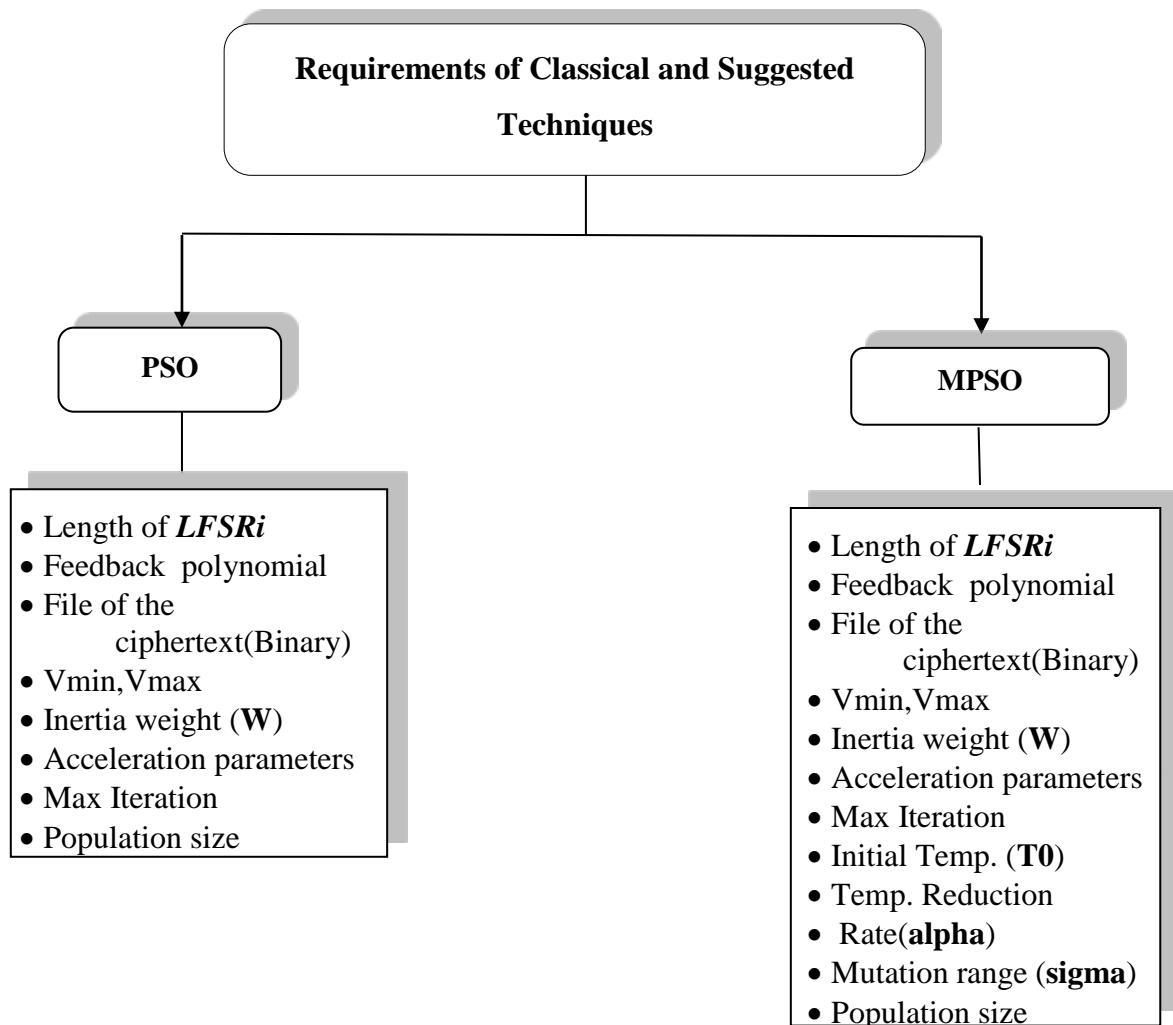 Requirements of Classical and Suggested
Techniques
PSO
• Length of LFSRi
• Feedback polynomial
• File of the
ciphertext(Binary)
• Vmin,Vmax
• Inertia weight (W)
• Acceleration parameters
• Max Iteration
• Population size
MPSO
• Length of LFSRi
• Feedback polynomial
• File of the
ciphertext(Binary)
• Vmin,Vmax
• Inertia weight (W)
• Acceleration parameters
• Max Iteration
• Initial Temp. (T0)
• Temp. Reduction
• Rate(alpha)
• Mutation range (sigma)
• Population size